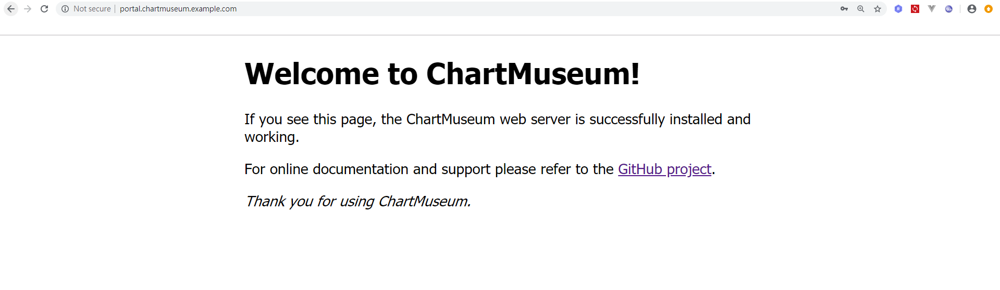 Not secure | portal.chartmuseum.example.com
Welcome to ChartMuseum!
If you see this page, the ChartMuseum web server is successfully installed and
working.
For online documentation and support please refer to the GitHub project.
Thank you for using ChartMuseum.